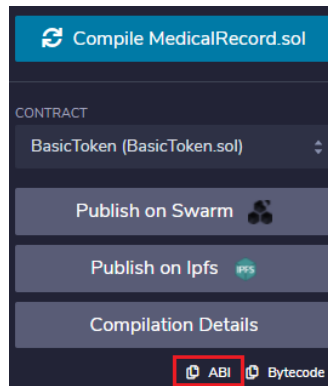 Compile MedicalRecord.sol
CONTRACT
BasicToken (BasicToken.sol)
Publish on Swarm
Publish on Ipfs IPFS
Compilation Details
ABI Bytecode